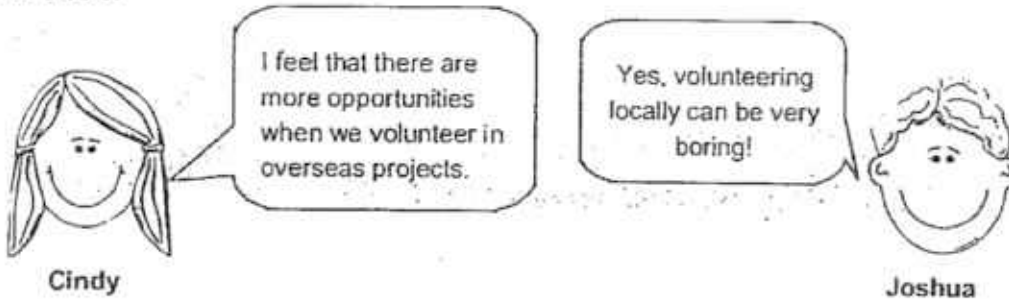 I feel that there are
more opportunities
when we volunteer in
overseas projects.
Yes, volunteering
locally can be very
boring!
Cindy
Joshua